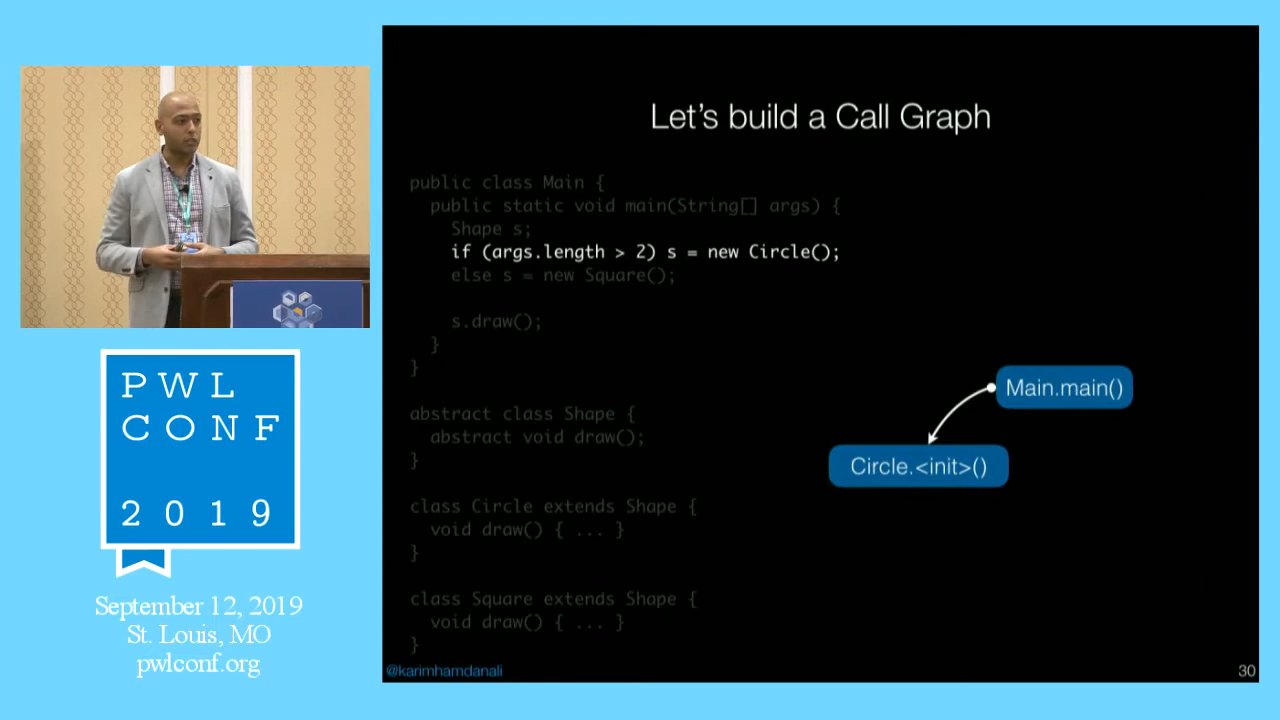 PWL
CONF
2019
September 12, 2019
St. Louis, MO
pwlconf.org
Let's build a Call Graph
public class Main {
public static void main(String[] args) {
Shape s;
if (args.length > 2) s = new Circle();
else s = new Square();
s.draw();
}
}
abstract class Shape {
abstract void draw();
}
class Circle extends Shape {
void draw() { ... }
}
class Square extends Shape {
void draw() { ... }
}
Main.main()
Circle.<init>()
@karimhamdanali
30